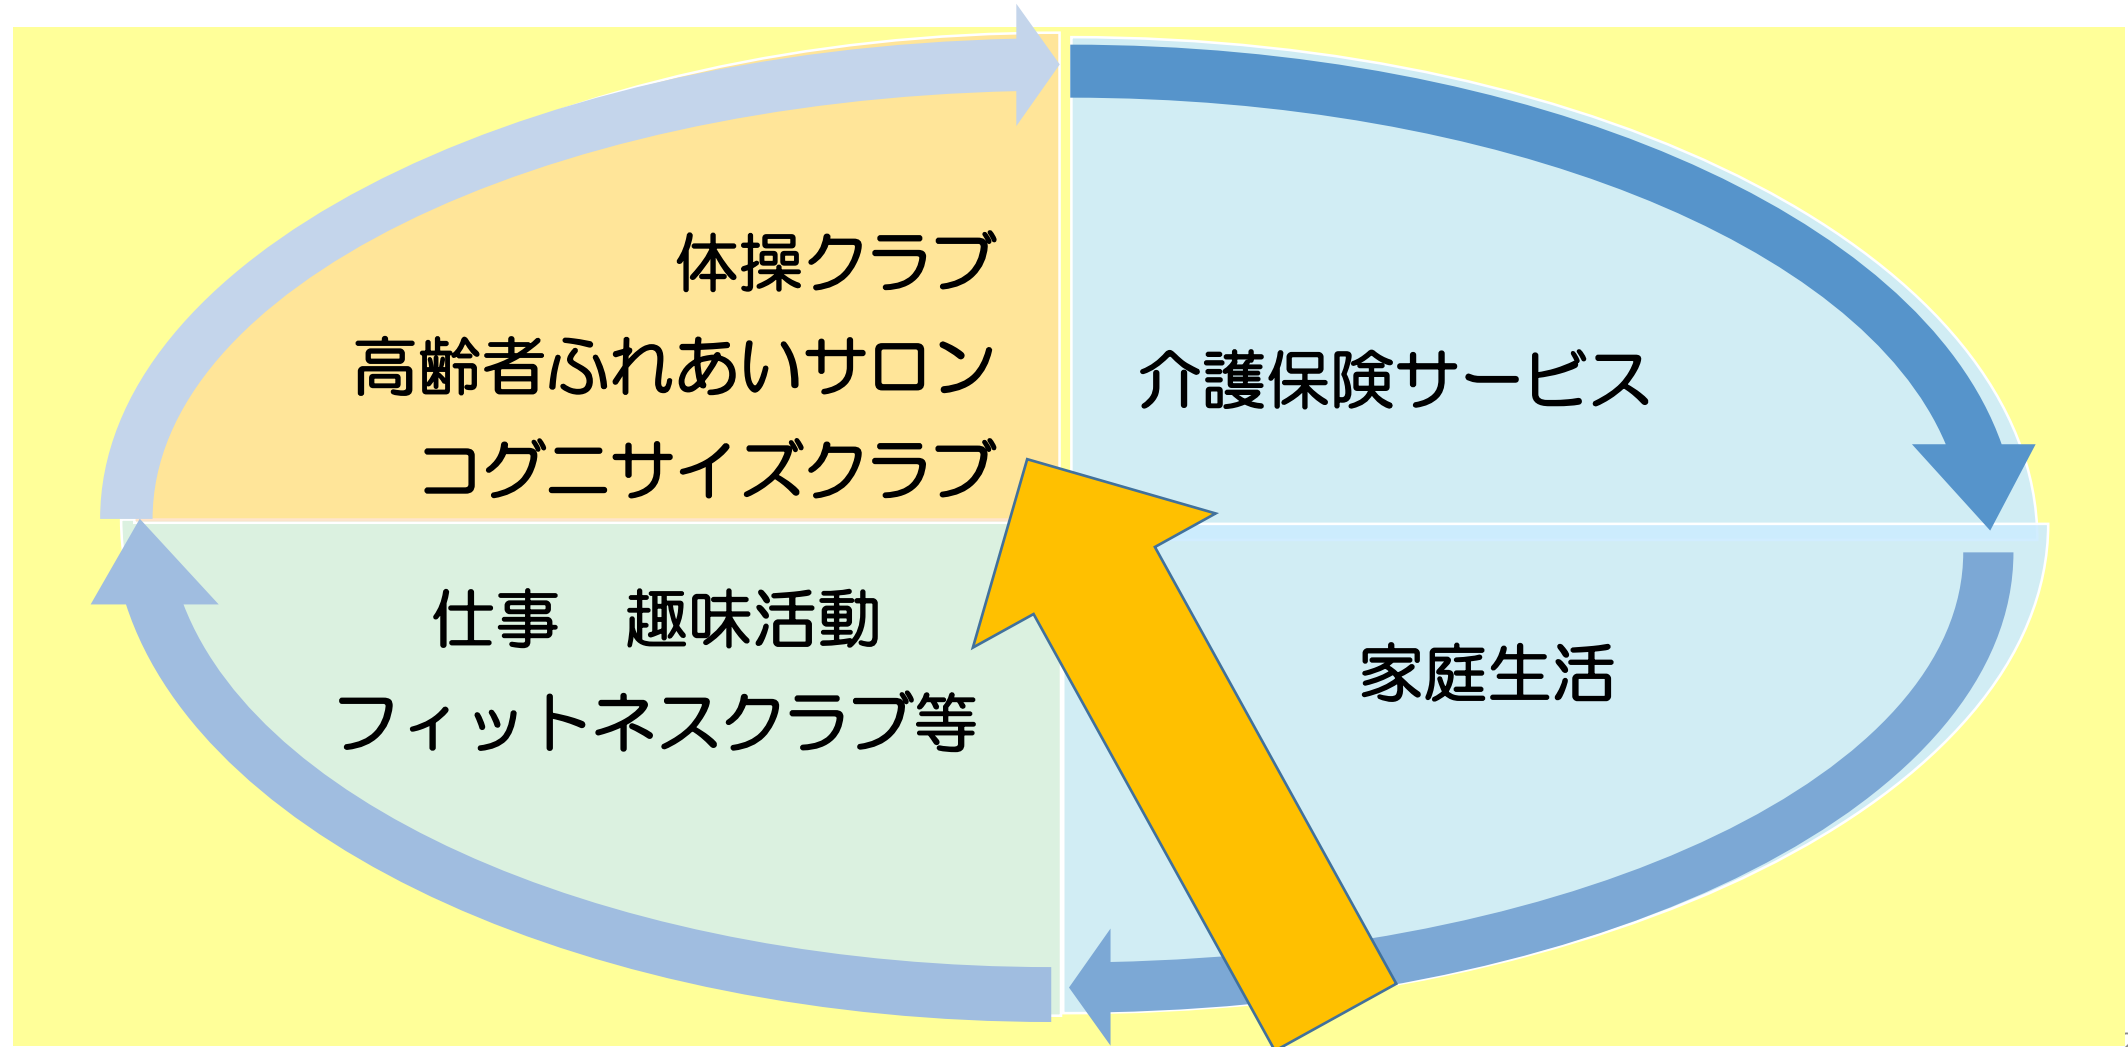 体操クラブ
高齢者ふれあいサロン
コグニサイズクラブ
介護保険サービス
仕事　趣味活動
フィットネスクラブ等
家庭生活